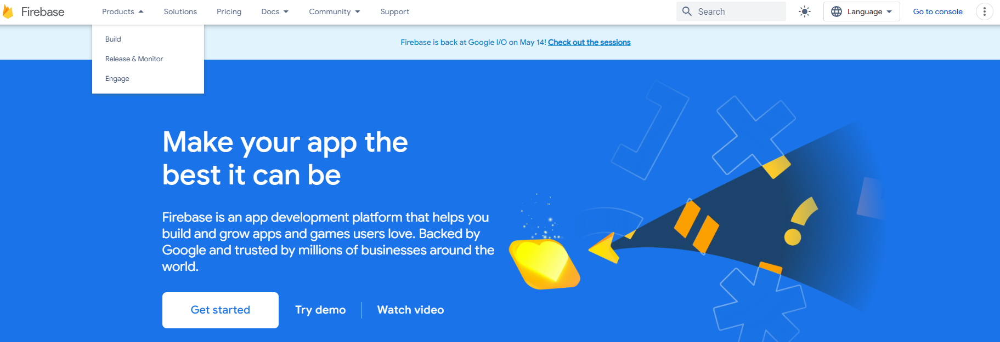 Firebase
Products
Solutions
Pricing
Docs
Community
Support
Search
Language
Go to console
Build
Release & Monitor
Engage
Firebase is back at Google I/O on May 14! Check out the sessions
Make your app the
best it can be
Firebase is an app development platform that helps you
build and grow apps and games users love. Backed by
Google and trusted by millions of businesses around the
world.
Get started
Try demo
Watch video